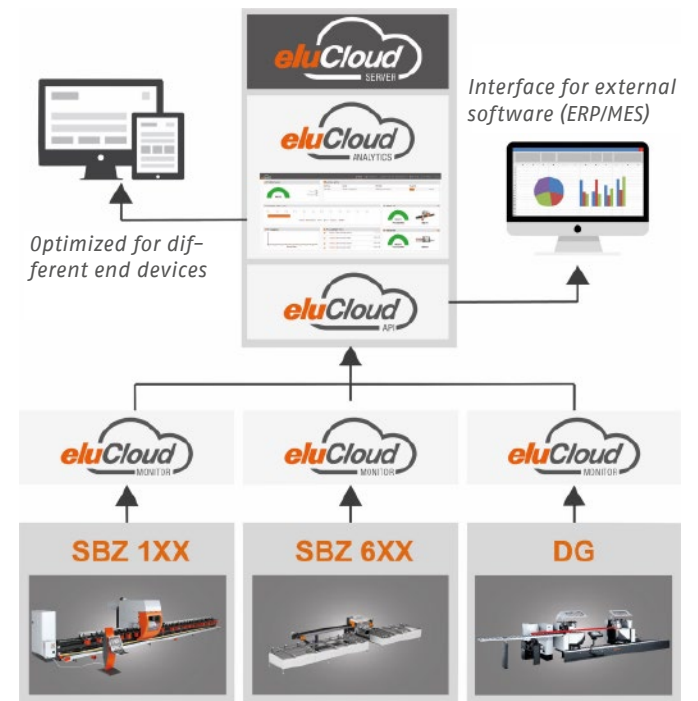 eluCloud
SERVER
Interface for external
software (ERP/MES)
eluCloud
ANALYTICS
Optimized for dif-
ferent end devices
eluCloud
API
eluCloud
MONITOR
eluCloud
MONITOR
eluCloud
MONITOR
SBZ 1XX
SBZ 6XX
DG